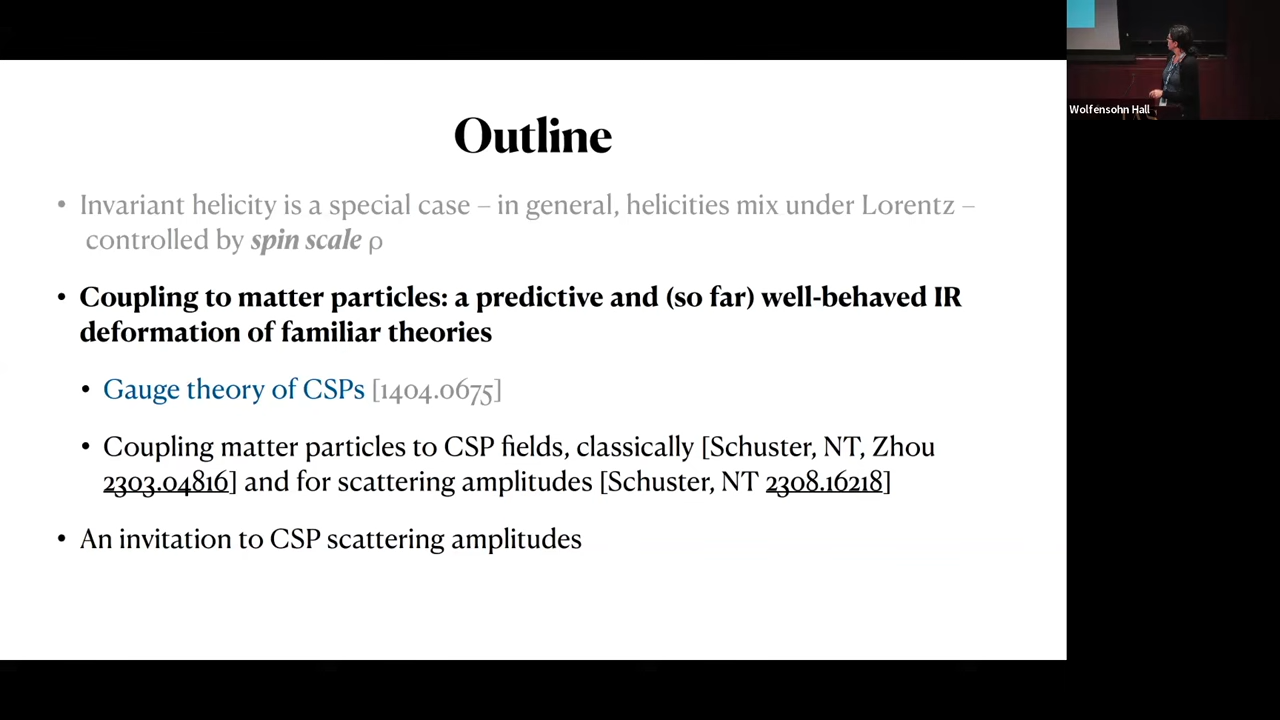 Outline
• Invariant helicity is a special case – in general, helicities mix under Lorentz –
controlled by spin scale ρ
• Coupling to matter particles: a predictive and (so far) well-behaved IR
deformation of familiar theories
• Gauge theory of CSPs [1404.0675]
• Coupling matter particles to CSP fields, classically [Schuster, NT, Zhou
2303.04816] and for scattering amplitudes [Schuster, NT 2308.16218]
• An invitation to CSP scattering amplitudes
Wolfensohn Hall